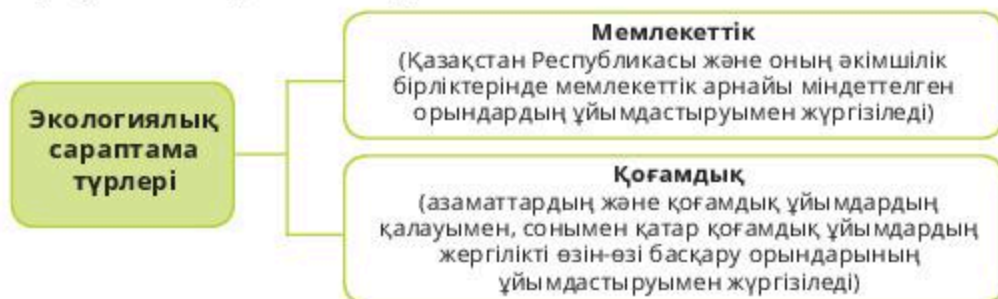 Экологиялық
сараптама
түрлері
Мемлекеттік
(Қазақстан Республикасы және оның әкімшілік
бірліктерінде мемлекеттік арнайы міндеттелген
орындардың ұйымдастыруымен жүргізіледі)
Қоғамдық
(азаматтардың және қоғамдық ұйымдардың
қалауымен, сонымен қатар қоғамдық ұйымдардың
жергілікті өзін-өзі басқару орындарының
ұйымдастыруымен жүргізіледі)